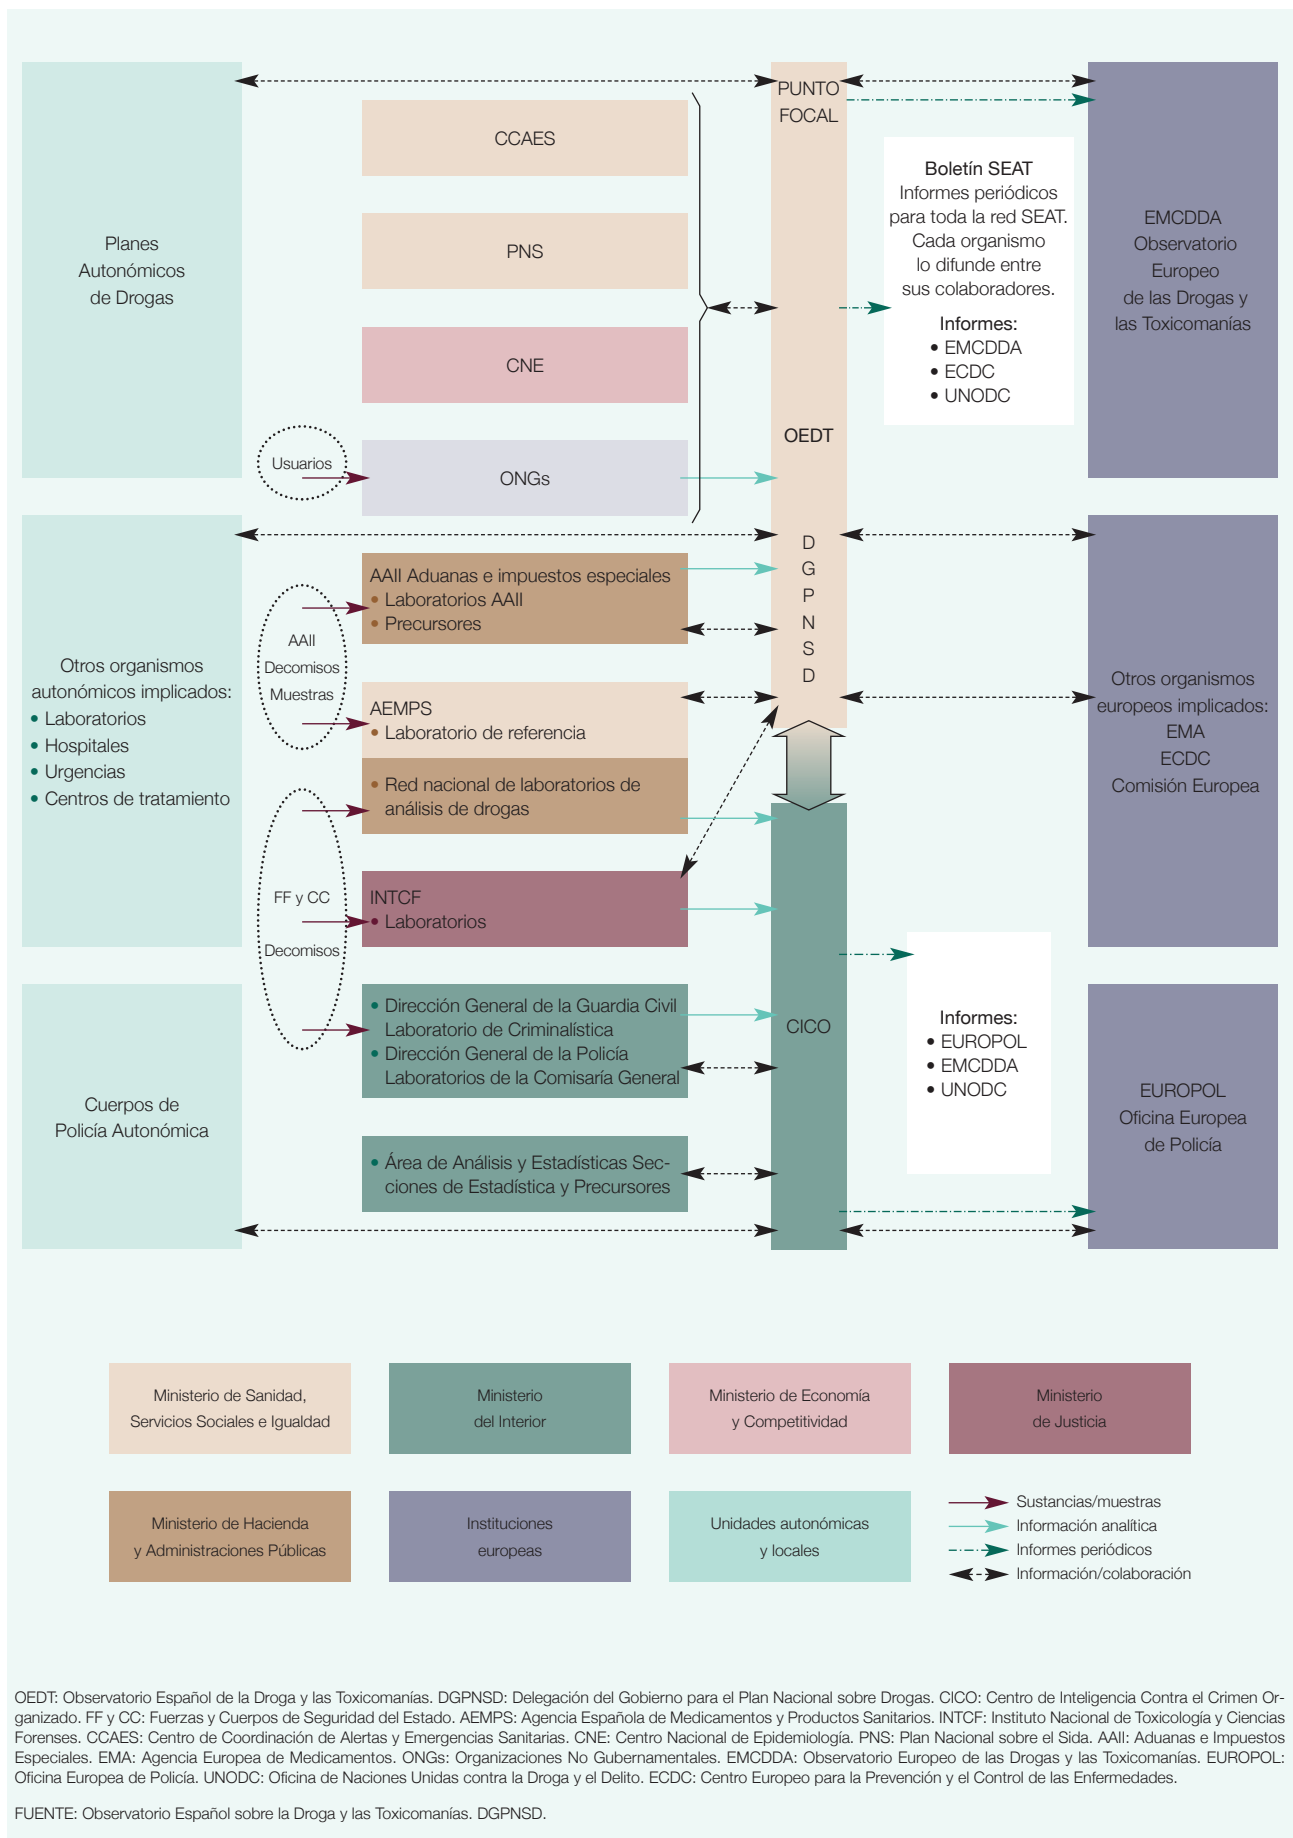 Planes
Autonómicos
de Drogas
CCAES
PNS
CNE
Usuarios
ONGs
PUNTO
FOCAL
OEDT
D
G
P
N
S
D
Boletín SEAT
Informes periódicos
para toda la red SEAT.
Cada organismo
lo difunde entre
sus colaboradores.
Informes:
• EMCDDA
• ECDC
• UNODC
EMCDDA
Observatorio
Europeo
de las Drogas y
las Toxicomanías
Otros organismos
autonómicos implicados:
• Laboratorios
• Hospitales
• Urgencias
• Centros de tratamiento
AAII
Decomisos
Muestras
AAII Aduanas e impuestos especiales
• Laboratorios AAII
• Precursores
AEMPS
• Laboratorio de referencia
• Red nacional de laboratorios de
análisis de drogas
FF y CC
Decomisos
INTCF
• Laboratorios
Otros organismos
europeos implicados:
EMA
ECDC
Comisión Europea
Cuerpos de
Policía Autonómica
• Dirección General de la Guardia Civil
Laboratorio de Criminalística
• Dirección General de la Policía
Laboratorios de la Comisaría General
• Área de Análisis y Estadísticas Sec-
ciones de Estadística y Precursores
CICO
Informes:
• EUROPOL
• EMCDDA
• UNODC
EUROPOL
Oficina Europea
de Policía
Ministerio de Sanidad,
Servicios Sociales e Igualdad
Ministerio
del Interior
Ministerio de Economía
y Competitividad
Ministerio
de Justicia
Ministerio de Hacienda
y Administraciones Públicas
Instituciones
europeas
Unidades autonómicas
y locales
Sustancias/muestras
Información analítica
Informes periódicos
Información/colaboración
OEDT: Observatorio Español de la Droga y las Toxicomanías. DGPNSD: Delegación del Gobierno para el Plan Nacional sobre Drogas. CICO: Centro de Inteligencia Contra el Crimen Or-
ganizado. FF y CC: Fuerzas y Cuerpos de Seguridad del Estado. AEMPS: Agencia Española de Medicamentos y Productos Sanitarios. INTCF: Instituto Nacional de Toxicología y Ciencias
Forenses. CCAES: Centro de Coordinación de Alertas y Emergencias Sanitarias. CNE: Centro Nacional de Epidemiología. PNS: Plan Nacional sobre el Sida. AAII: Aduanas e Impuestos
Especiales. EMA: Agencia Europea de Medicamentos. ONGs: Organizaciones No Gubernamentales. EMCDDA: Observatorio Europeo de las Drogas y las Toxicomanías. EUROPOL:
Oficina Europea de Policía. UNODC: Oficina de Naciones Unidas contra la Droga y el Delito. ECDC: Centro Europeo para la Prevención y el Control de las Enfermedades.
FUENTE: Observatorio Español sobre la Droga y las Toxicomanías. DGPNSD.